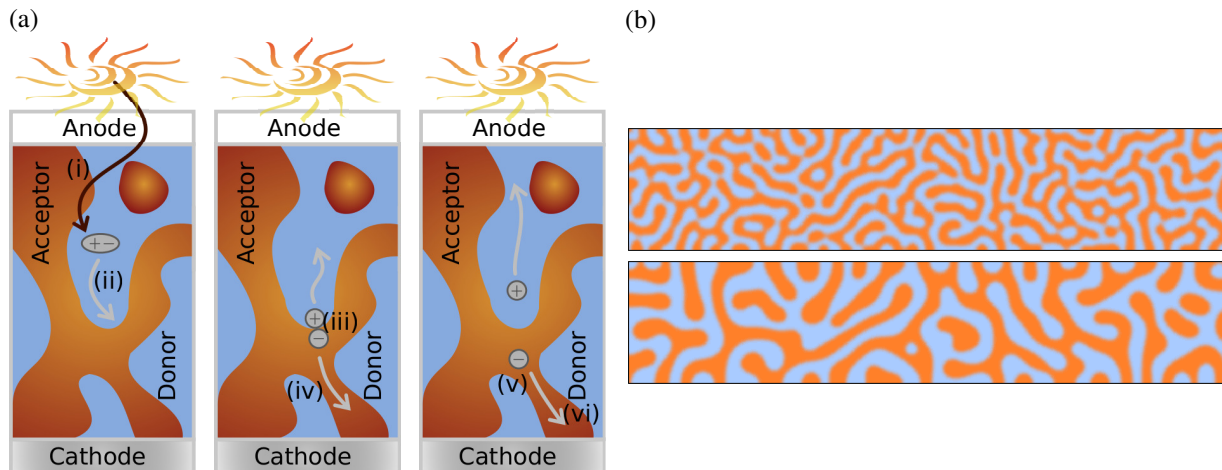 (a)
(b)
Anode
Acceptor
(i)
+ −
(ii)
Donor
Cathode
Anode
Acceptor
+
(iii)
−
(iv)
Donor
Cathode
Anode
Acceptor
+
−
(v)
(vi)
Donor
Cathode